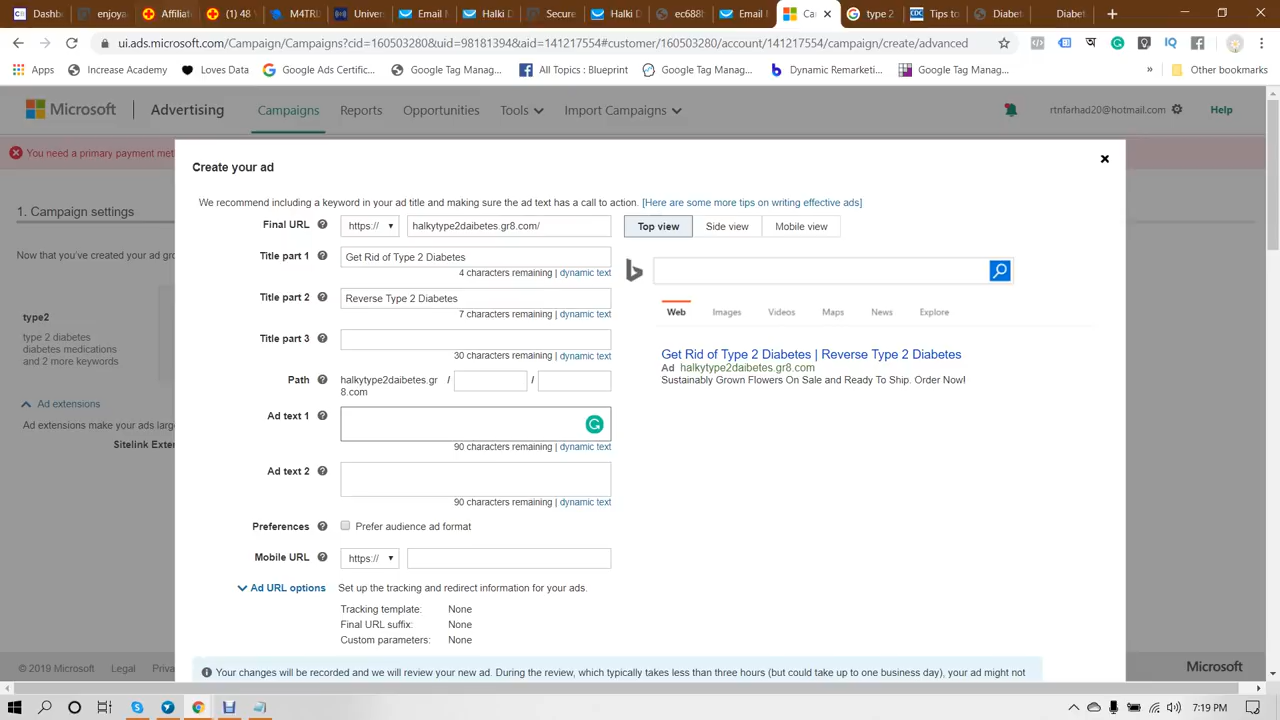 Dashb
enjoys
Affiliate
(1) 48
M4TRU
Univer
Email
Halki
Secure
Halki D
ec688f
Email M
Ca
type 2
Tips to
Diabet
Diabet
ui.ads.microsoft.com/Campaign/Campaigns?cid=160503280&uid=98181394&aid=141217554#customer/160503280/account/141217554/campaign/create/advanced
Apps
Increase Academy
Loves Data
Google Ads Certific...
Google Tag Manag...
All Topics : Blueprint
Google Tag Manag...
Dynamic Remarketi...
Google Tag Manag...
»
Other bookmarks
Microsoft
Advertising
Campaigns
Reports
Opportunities
Tools
Import Campaigns
rtnfarhad20@hotmail.com
Help
You need a primary payment met
Create your ad
1. Campaign settings
We recommend including a keyword in your ad title and making sure the ad text has a call to action. [Here are some more tips on writing effective ads]
Final URL
https://
halkytype2daibetes.gr8.com/
Top view
Side view
Mobile view
Now that you've created your ad gro
Title part 1
Get Rid of Type 2 Diabetes
4 characters remaining | dynamic text
Title part 2
Reverse Type 2 Diabetes
7 characters remaining | dynamic text
Web
Images
Videos
Maps
News
Explore
type2
type 2 diabetes
diabetes medications
and 2 more keywords
Title part 3
30 characters remaining | dynamic text
Get Rid of Type 2 Diabetes | Reverse Type 2 Diabetes
Ad halkytype2daibetes.gr8.com
Sustainably Grown Flowers On Sale and Ready To Ship. Order Now!
Path
halkytype2daibetes.gr
8.com
/
/
Ad extensions
Ad extensions make your ads larg
Sitelink Exter
Ad text 1
90 characters remaining | dynamic text
Ad text 2
90 characters remaining | dynamic text
Preferences
Prefer audience ad format
Mobile URL
https://
Ad URL options
Set up the tracking and redirect information for your ads.
Tracking template: None
Final URL suffix: None
Custom parameters: None
Your changes will be recorded and we will review your new ad. During the review, which typically takes less than three hours (but could take up to one business day), your ad might not
© 2019 Microsoft
Legal
Priva
Microsoft
7:19 PM